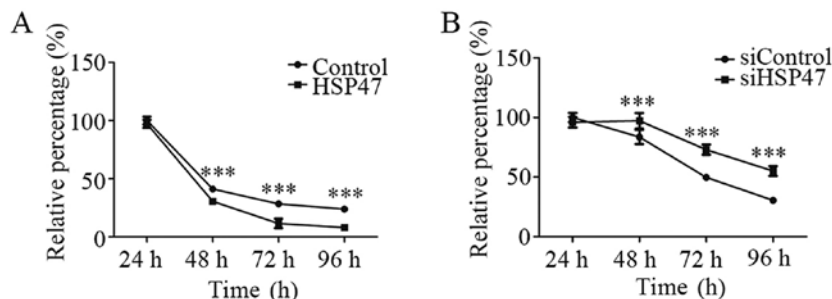 A
Relative percentage (%)
150
100
50
0
Control
HSP47
***
***
***
24 h
48 h
72 h
96 h
Time (h)
B
Relative percentage (%)
150
100
50
0
siControl
siHSP47
***
***
***
24 h
48 h
72 h
96 h
Time (h)